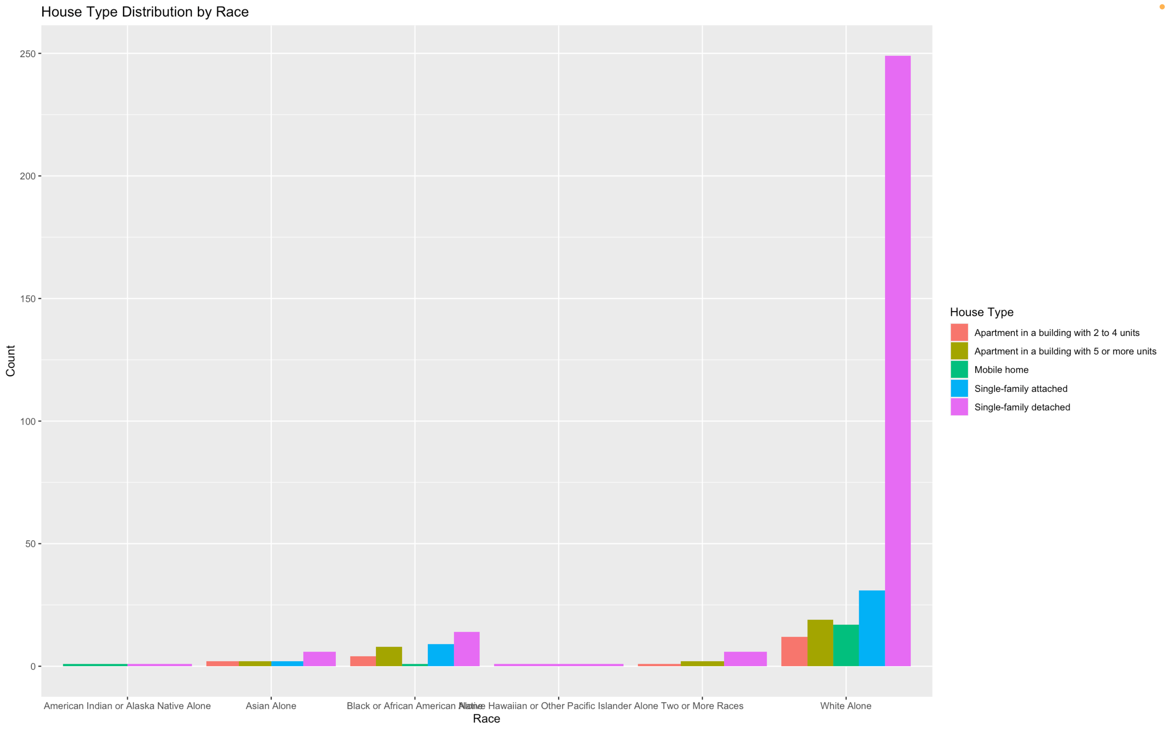 House Type Distribution by Race
250
200
150
100
50
0
Count
American Indian or Alaska Native Alone
Asian Alone
Black or African American Alone
Native Hawaiian or Other Pacific Islander Alone
Two or More Races
White Alone
Race
House Type
Apartment in a building with 2 to 4 units
Apartment in a building with 5 or more units
Mobile home
Single-family attached
Single-family detached